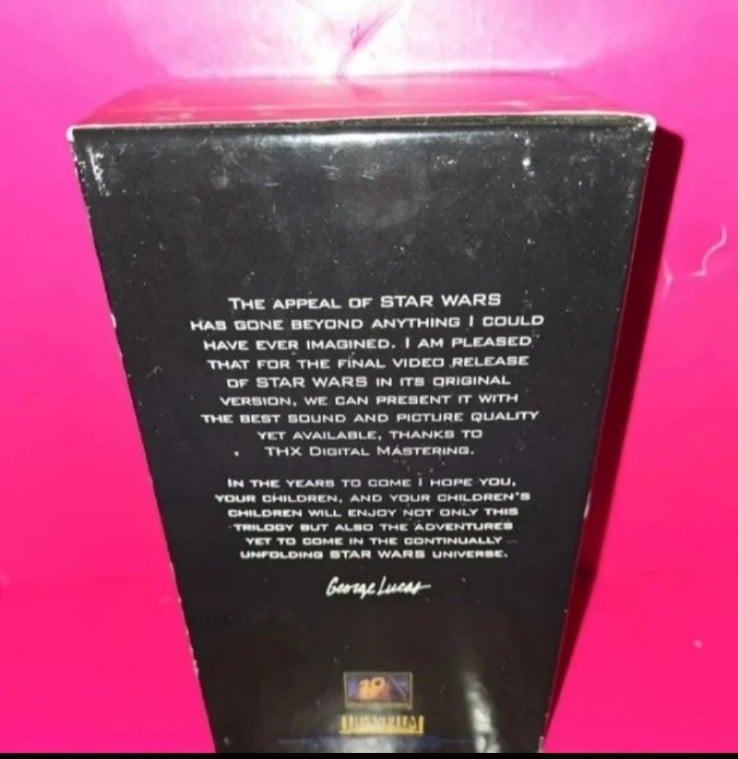 THE APPEAL OF STAR WARS
HAS GONE BEYOND ANYTHING I COULD
HAVE EVER IMAGINED. I AM PLEASED
THAT FOR THE FINAL VIDEO RELEASE
OF STAR WARS IN ITS ORIGINAL
VERSION, WE CAN PRESENT IT WITH
THE BEST SOUND AND PICTURE QUALITY
YET AVAILABLE, THANKS TO
THX DIGITAL MASTERING.
IN THE YEARS TO COME I HOPE YOU,
YOUR CHILDREN, AND YOUR CHILDREN'S
CHILDREN WILL ENJOY NOT ONLY THIS
TRILOGY BUT ALSO THE ADVENTURES
YET TO COME IN THE CONTINUALLY
UNFOLDING STAR WARS UNIVERSE.
George Lucas
20
LUCASFILM